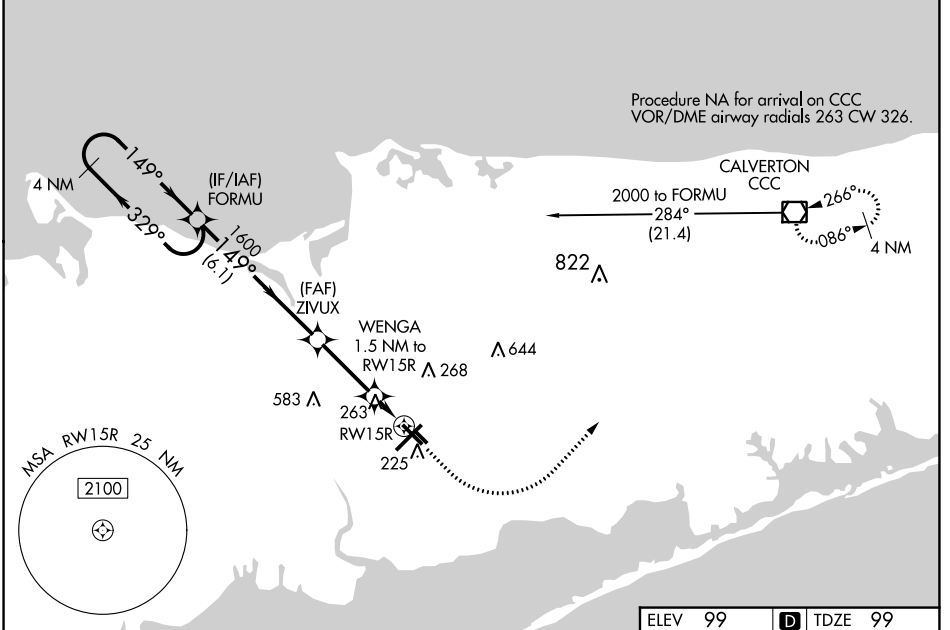 Procedure NA for arrival on CCC
VOR/DME airway radials 263 CW 326.
CALVERTON
CCC
2000 to FORMU
284°
(21.4)
266°
086°
4 NM
149°
4 NM
329°
(IF/IAF)
FORMU
1600
149°
(6.1)
(FAF)
ZIVUX
822
WENGA
1.5 NM to
RW15R
268
644
583
263
RW15R
225
MSA RW15R 25 NM
2100
ELEV 99 D TDZE 99